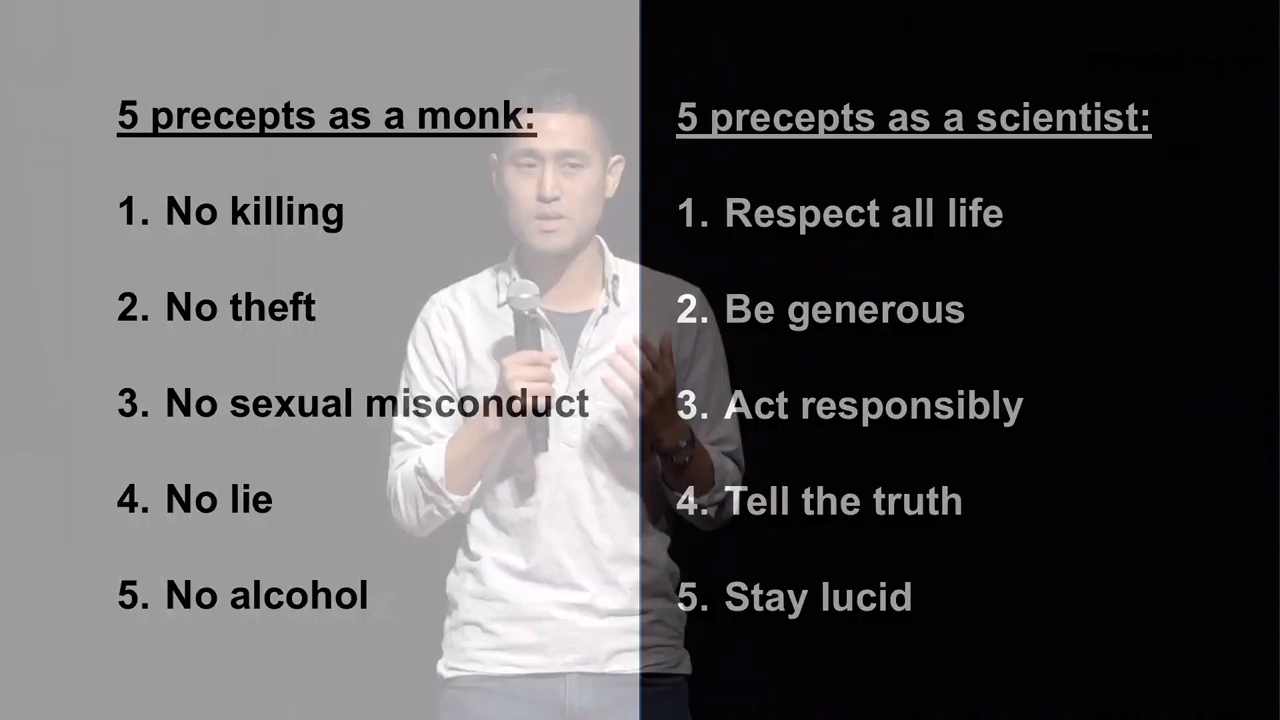 5 precepts as a monk:
1. No killing
2. No theft
3. No sexual misconduct
4. No lie
5. No alcohol
5 precepts as a scientist:
1. Respect all life
2. Be generous
3. Act responsibly
4. Tell the truth
5. Stay lucid